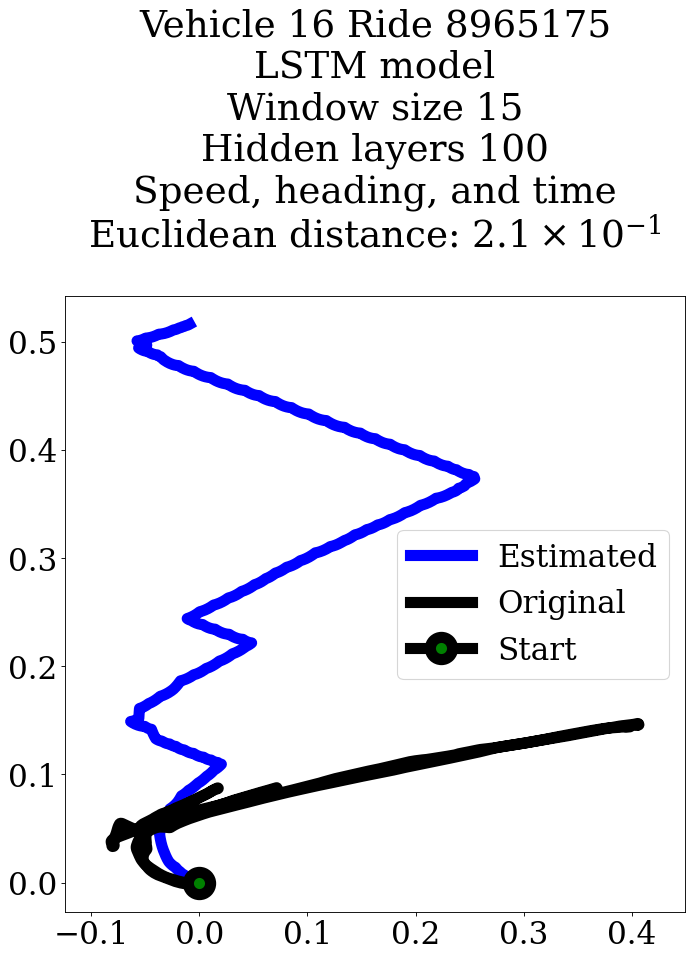 Vehicle 16 Ride 8965175
LSTM model
Window size 15
Hidden layers 100
Speed, heading, and time
Euclidean distance: 2.1 × 10⁻¹
0.5
0.4
0.3
0.2
0.1
0.0
Estimated
Original
Start
−0.1 0.0 0.1 0.2 0.3 0.4